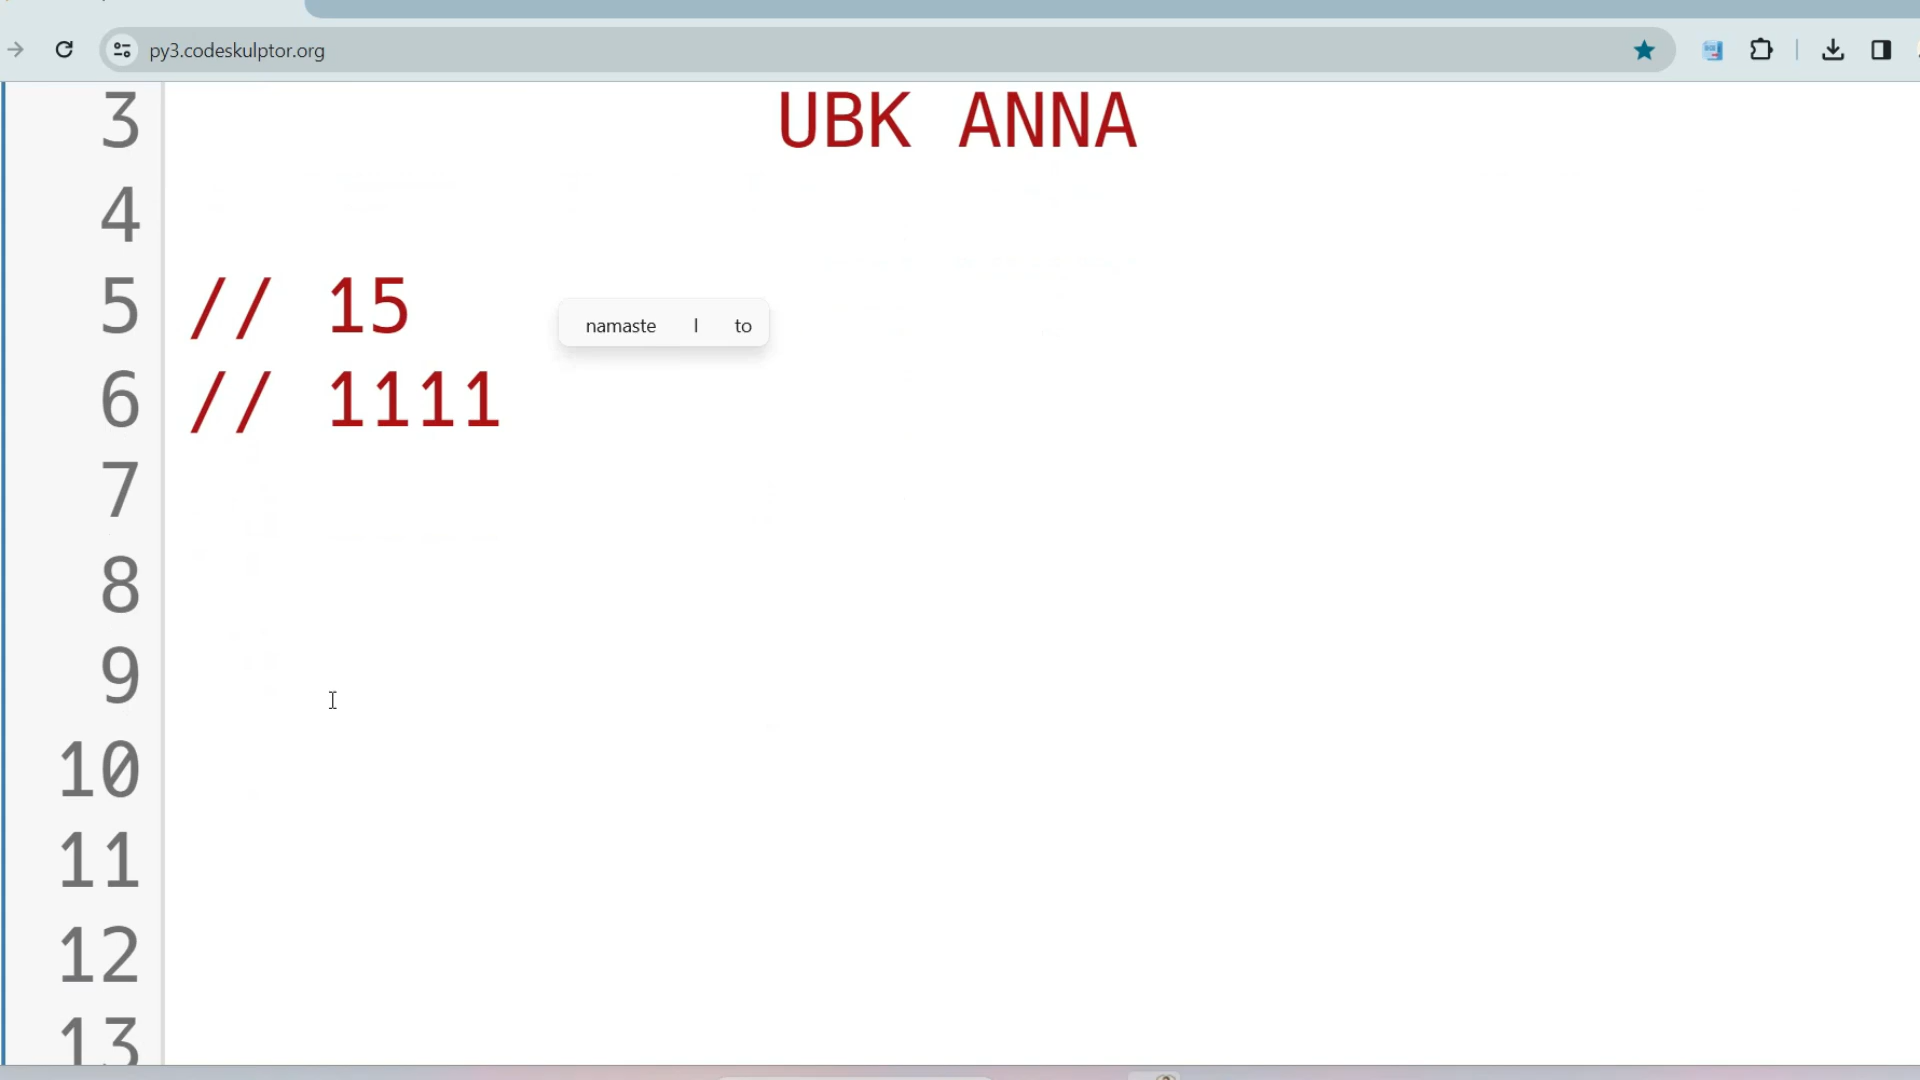 py3.codeskulptor.org
3 UBK ANNA
4
5 // 15
namaste I to
6 // 1111
7
8
9
10
11
12
13